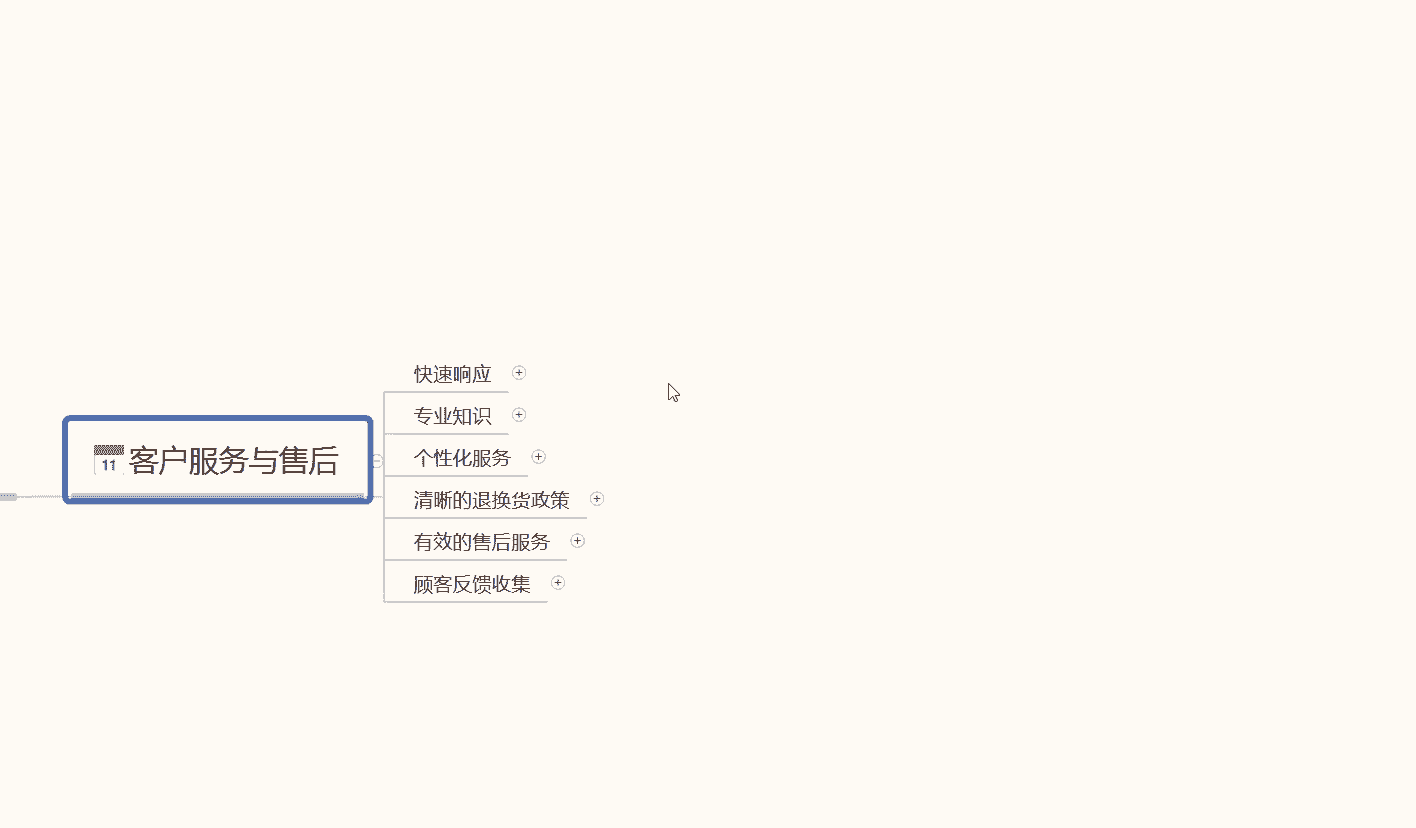 快速响应
专业知识
11 客户服务与售后
个性化服务
清晰的退换货政策
有效的售后服务
顾客反馈收集